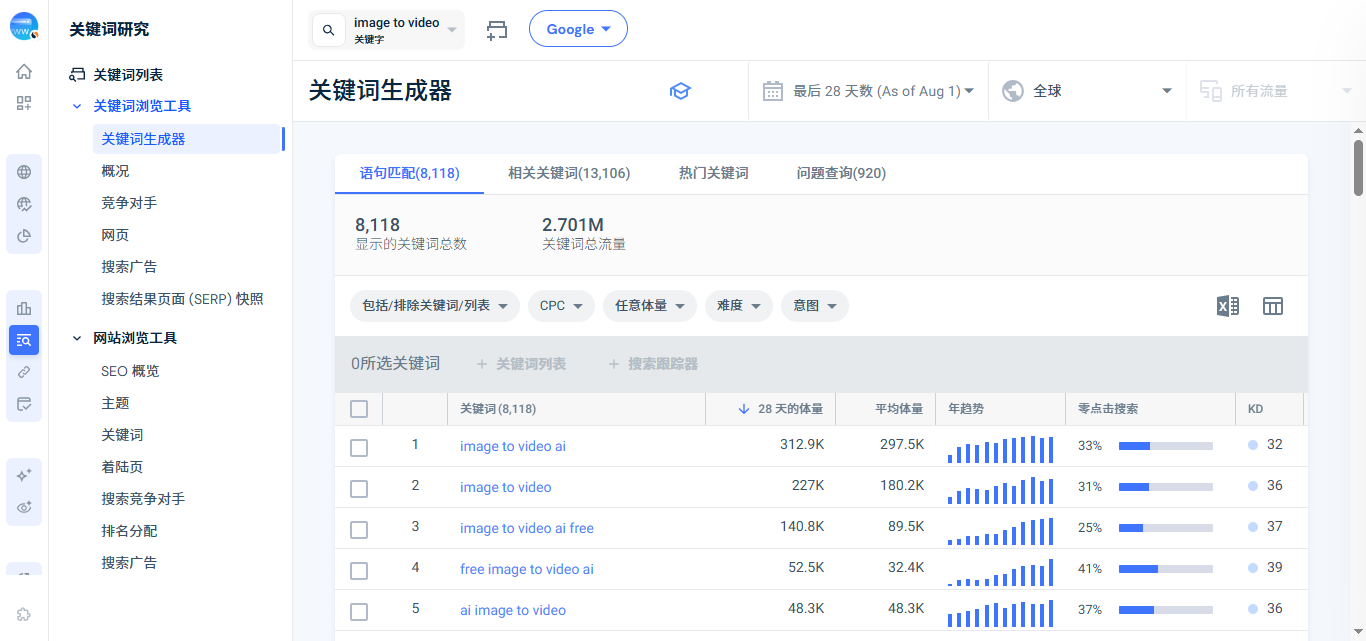 关键词研究
image to video
关键字
Google
关键词列表
关键词浏览工具
关键词生成器
概况
竞争对手
网页
搜索广告
搜索结果页面 (SERP) 快照
网站浏览工具
SEO 概览
主题
关键词
着陆页
搜索竞争对手
排名分配
搜索广告
关键词生成器
最后 28 天数 (As of Aug 1)
全球
所有流量
语句匹配(8,118)
相关关键词(13,106)
热门关键词
问题查询(920)
8,118
显示的关键词总数
2.701M
关键词总流量
包括/排除关键词/列表
CPC
任意体量
难度
意图
0所选关键词
+ 关键词列表
+ 搜索跟踪器
关键词(8,118) 28 天的体量 平均体量 年趋势 零点击搜索 KD
1 image to video ai 312.9K 297.5K 33% 32
2 image to video 227K 180.2K 31% 36
3 image to video ai free 140.8K 89.5K 25% 37
4 free image to video ai 52.5K 32.4K 41% 39
5 ai image to video 48.3K 48.3K 37% 36